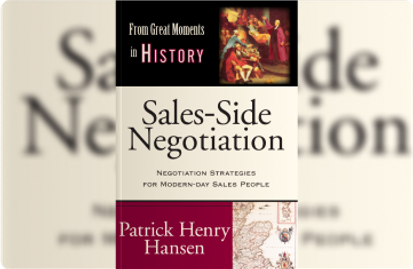 From Great Moments
in HISTORY
Sales-Side
Negotiation
NEGOTIATION STRATEGIES
FOR MODERN-DAY SALES PEOPLE
Patrick Henry
Hansen